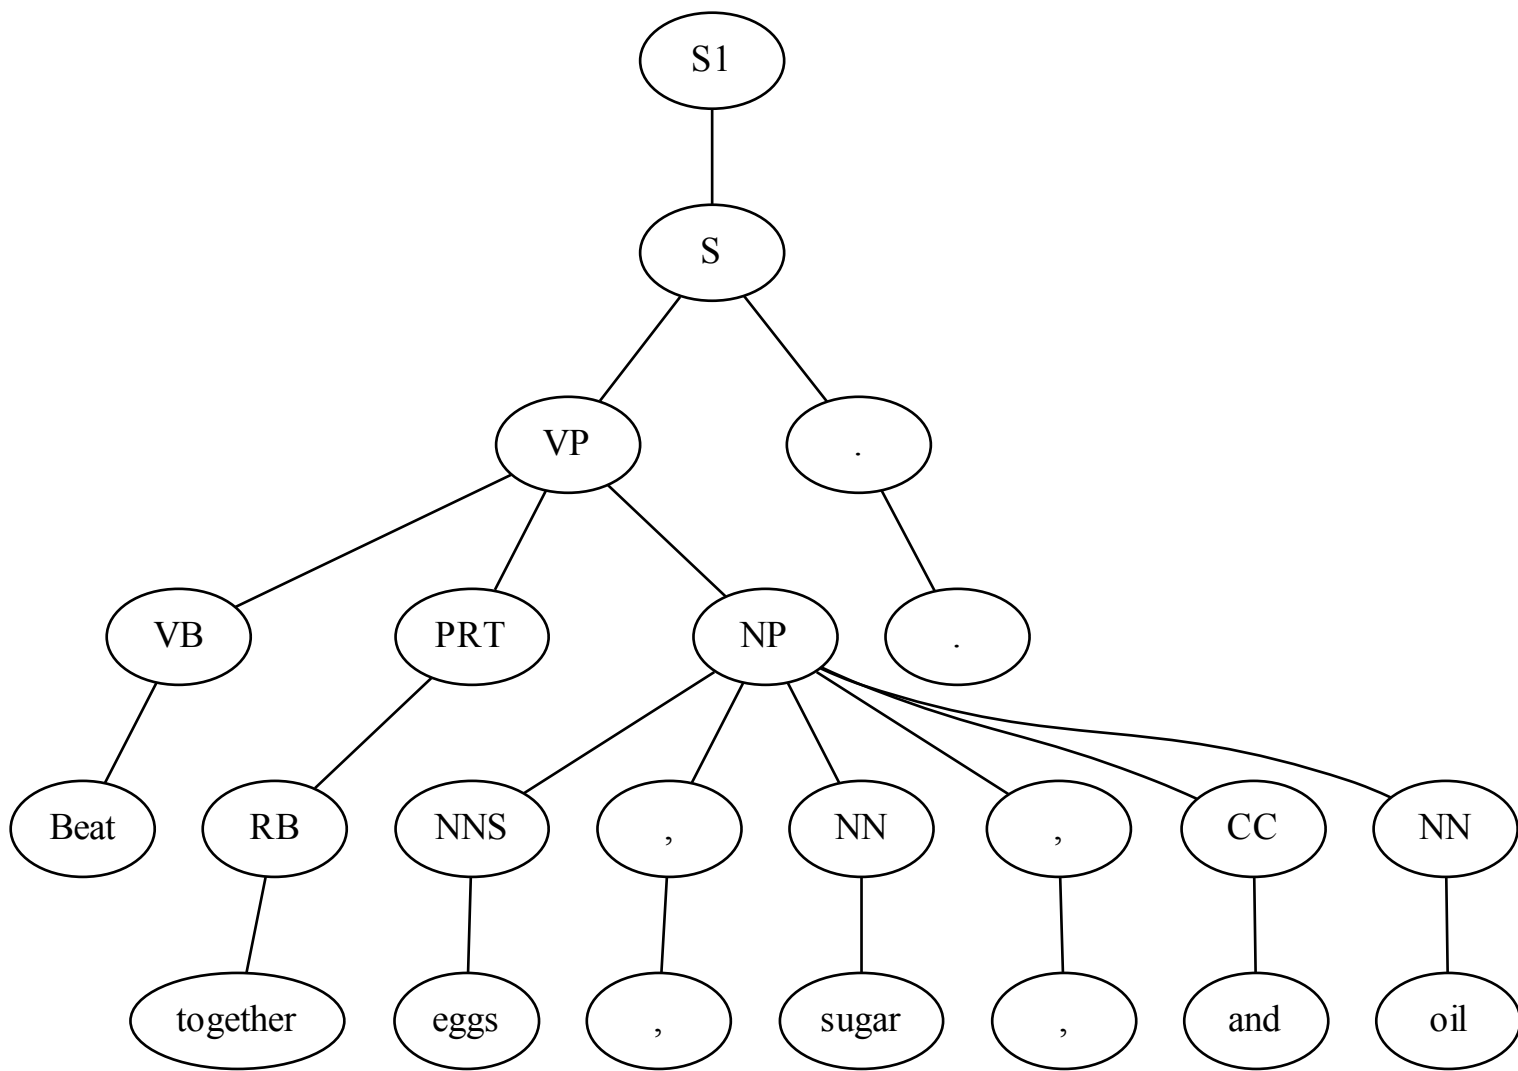 S1
S
VP .
VB PRT NP .
Beat RB NNS , NN , CC NN
together eggs , sugar , and oil